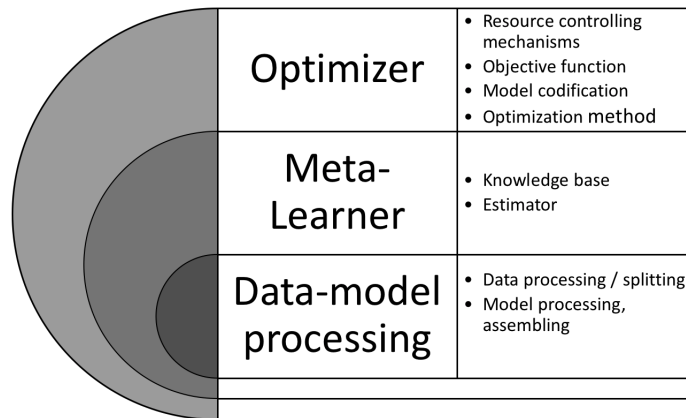 Optimizer
• Resource controlling
mechanisms
• Objective function
• Model codification
• Optimization method
Meta-
Learner
• Knowledge base
• Estimator
Data-model
processing
• Data processing / splitting
• Model processing,
assembling